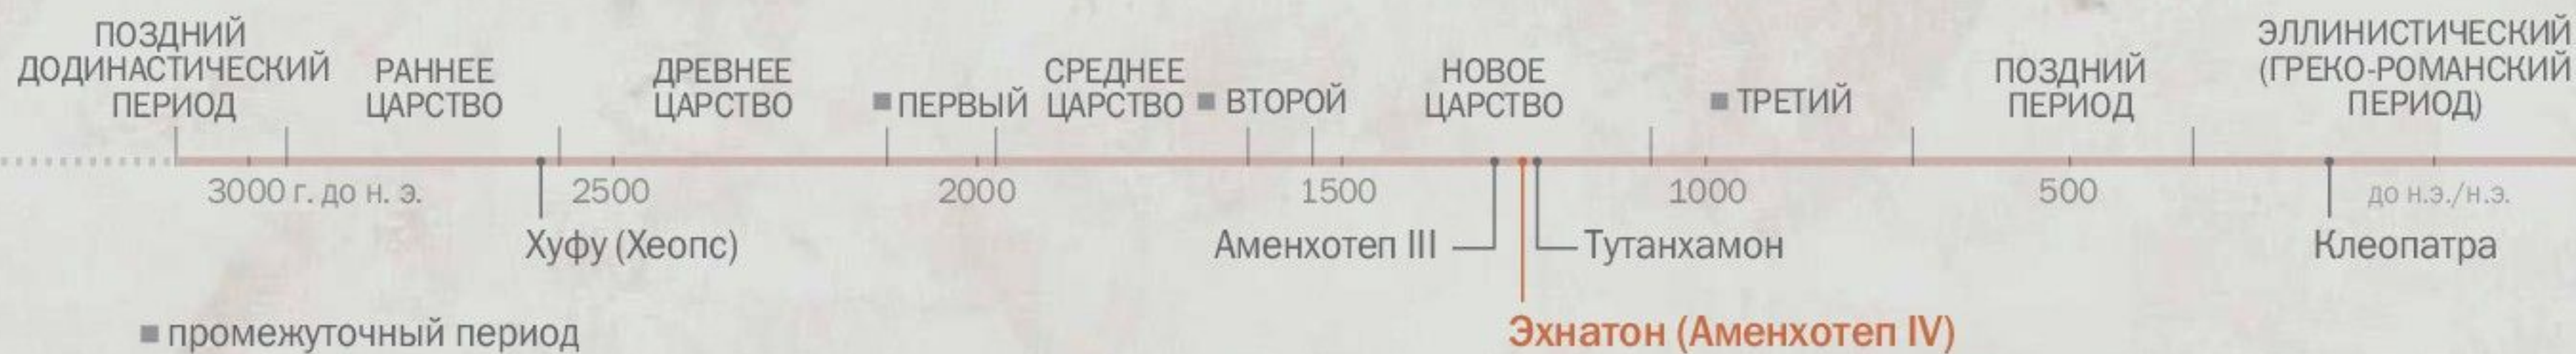 ПОЗДНИЙ
ДОДИНАСТИЧЕСКИЙ
ПЕРИОД
РАННЕЕ
ЦАРСТВО
ДРЕВНЕЕ
ЦАРСТВО
■ ПЕРВЫЙ
СРЕДНЕЕ
ЦАРСТВО
■ ВТОРОЙ
НОВОЕ
ЦАРСТВО
■ ТРЕТИЙ
ПОЗДНИЙ
ПЕРИОД
ЭЛЛИНИСТИЧЕСКИЙ
(ГРЕКО-РОМАНСКИЙ
ПЕРИОД)
3000 г. до н. э.
2500
2000
1500
1000
500
до н.э./н.э.
Хуфу (Хеопс)
Аменхотеп III
Тутанхамон
Клеопатра
Эхнатон (Аменхотеп IV)
■ промежуточный период